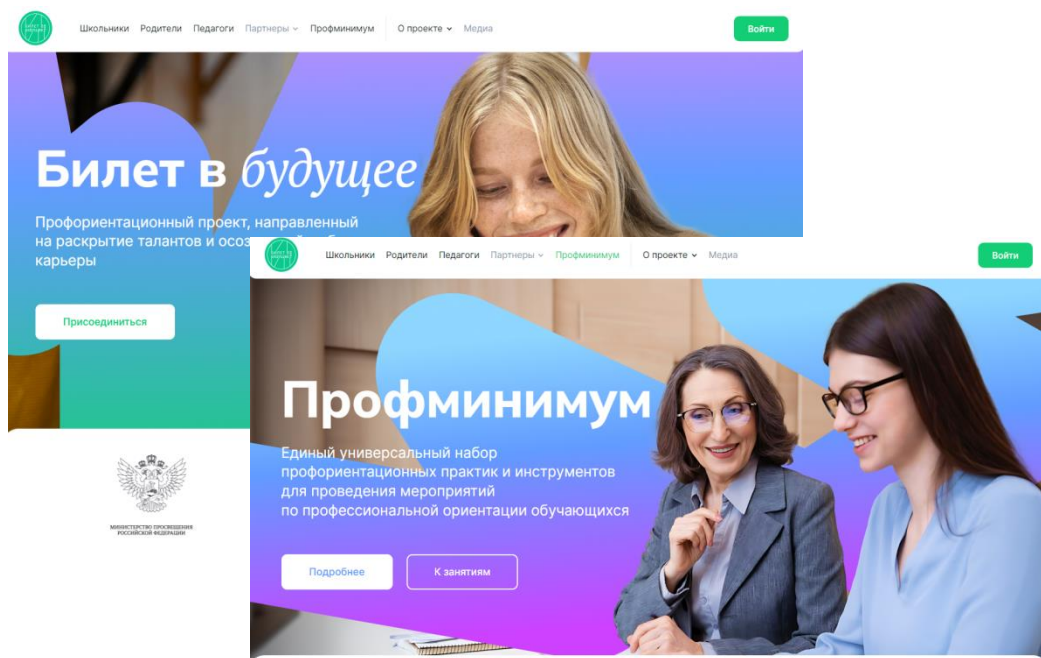 Школьники Родители Педагоги Партнеры Профминимум О проекте Медиа Войти
Билет в будущее
Профориентационный проект, направленный
на раскрытие талантов и
карьеры
Присоединиться
МИНИСТЕРСТВО ПРОСВЕЩЕНИЯ
РОССИЙСКОЙ ФЕДЕРАЦИИ
Школьники Родители Педагоги Партнеры Профминимум О проекте Медиа Войти
Профминимум
Единый универсальный набор
профориентационных практик и инструментов
для проведения мероприятий
по профессиональной ориентации обучающихся
Подробнее К занятиям